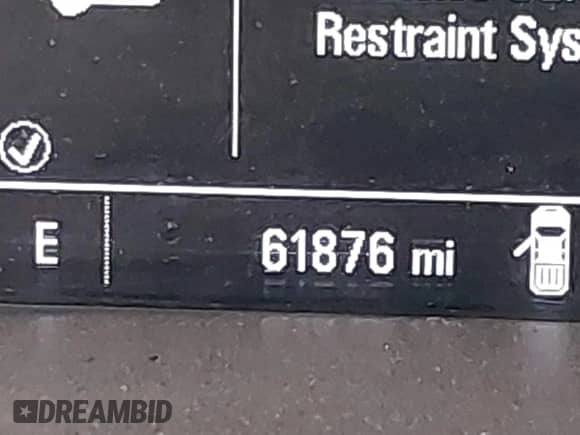 Restraint Sys
E
61876 mi
DREAMBID